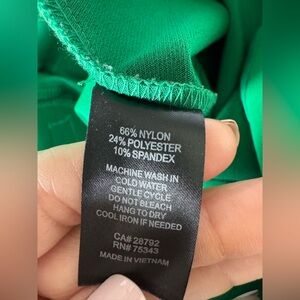 66% NYLON
24% POLYESTER
10% SPANDEX
MACHINE WASH IN
COLD WATER
GENTLE CYCLE
DO NOT BLEACH
HANG TO DRY
COOL IRON IF NEEDED
CA# 28792
RN# 75343
MADE IN VIETNAM